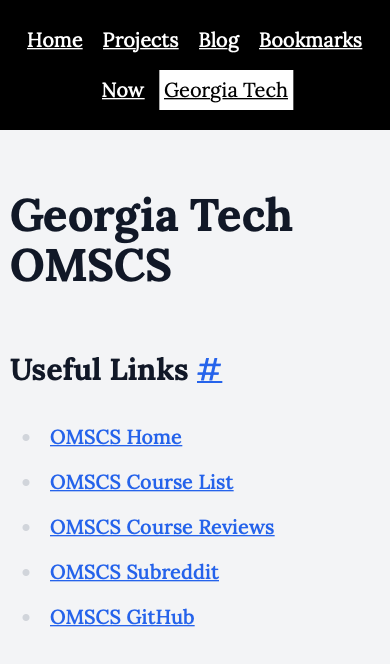 Home Projects Blog Bookmarks
Now Georgia Tech
Georgia Tech
OMSCS
Useful Links #
OMSCS Home
OMSCS Course List
OMSCS Course Reviews
OMSCS Subreddit
OMSCS GitHub